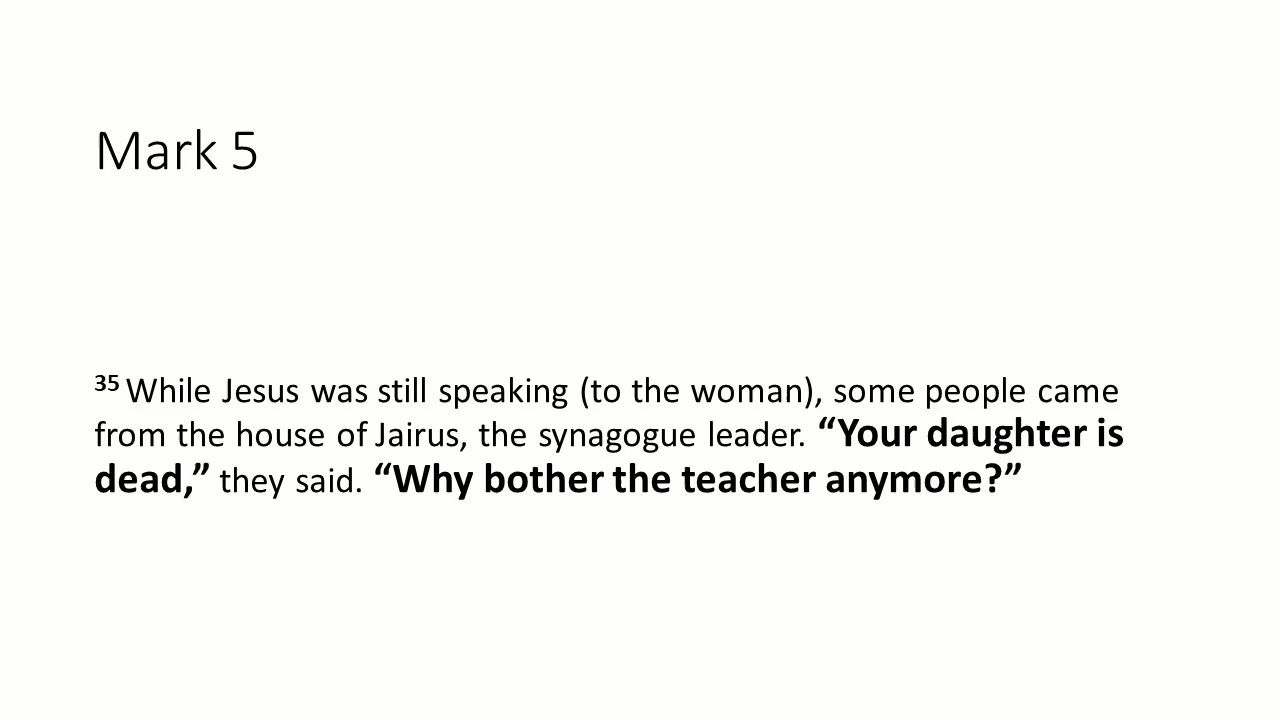 Mark 5
35 While Jesus was still speaking (to the woman), some people came
from the house of Jairus, the synagogue leader. “Your daughter is
dead,” they said. “Why bother the teacher anymore?”